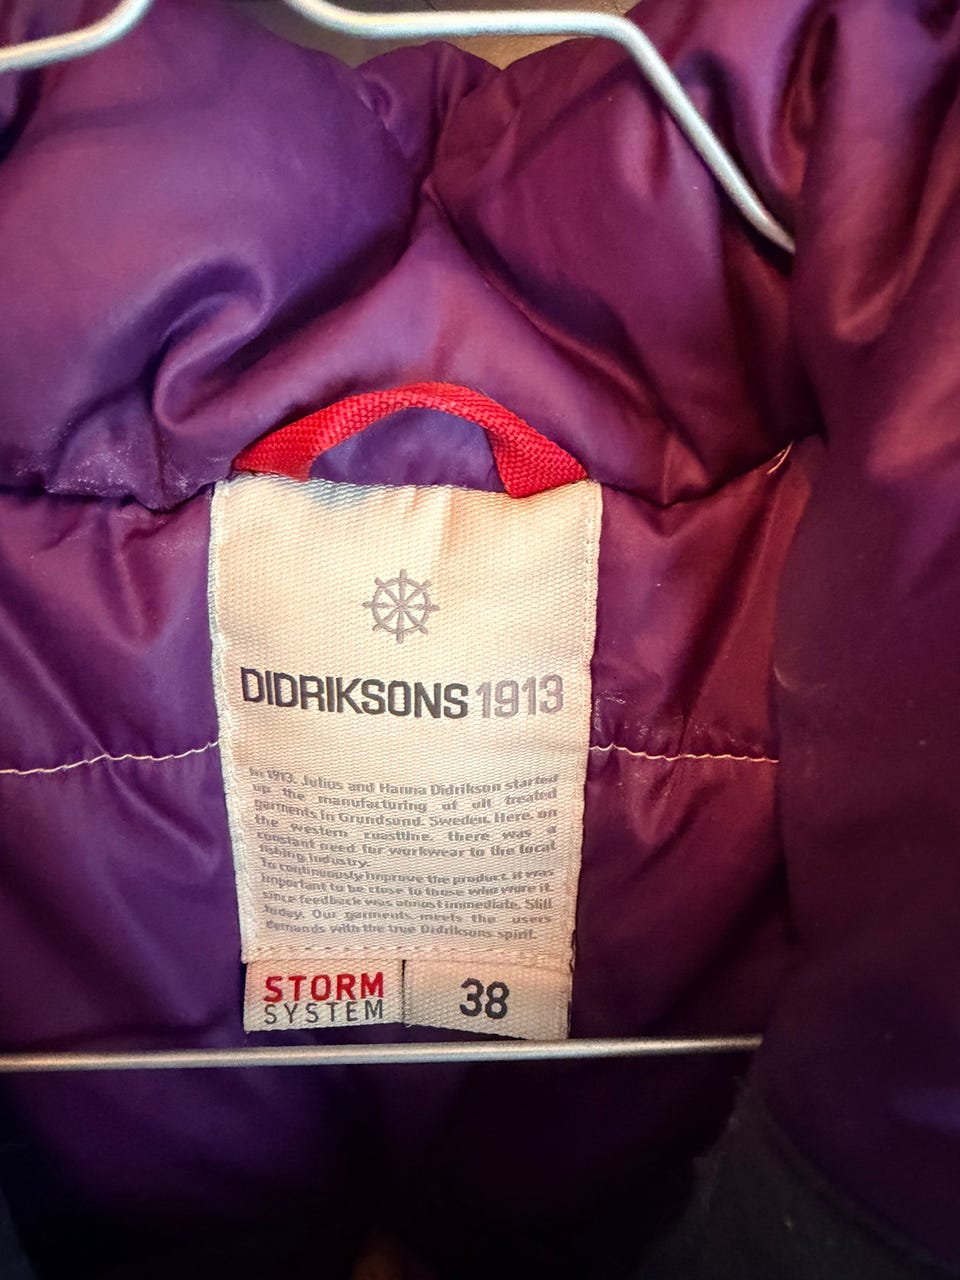 DIDRIKSONS 1913
In 1913, Julius and Hanna Didrikson started
up the manufacturing of oil treated
garments in Grundsund, Sweden. Here, on
the western coastline, there was a
constant need for workwear to the local
fishing industry.
To continuously improve the product, it was
important to be close to those who wore it,
since feedback was almost immediate. Still
today, Our garments meets the users
demands with the true Didriksons spirit.
STORM
SYSTEM
38